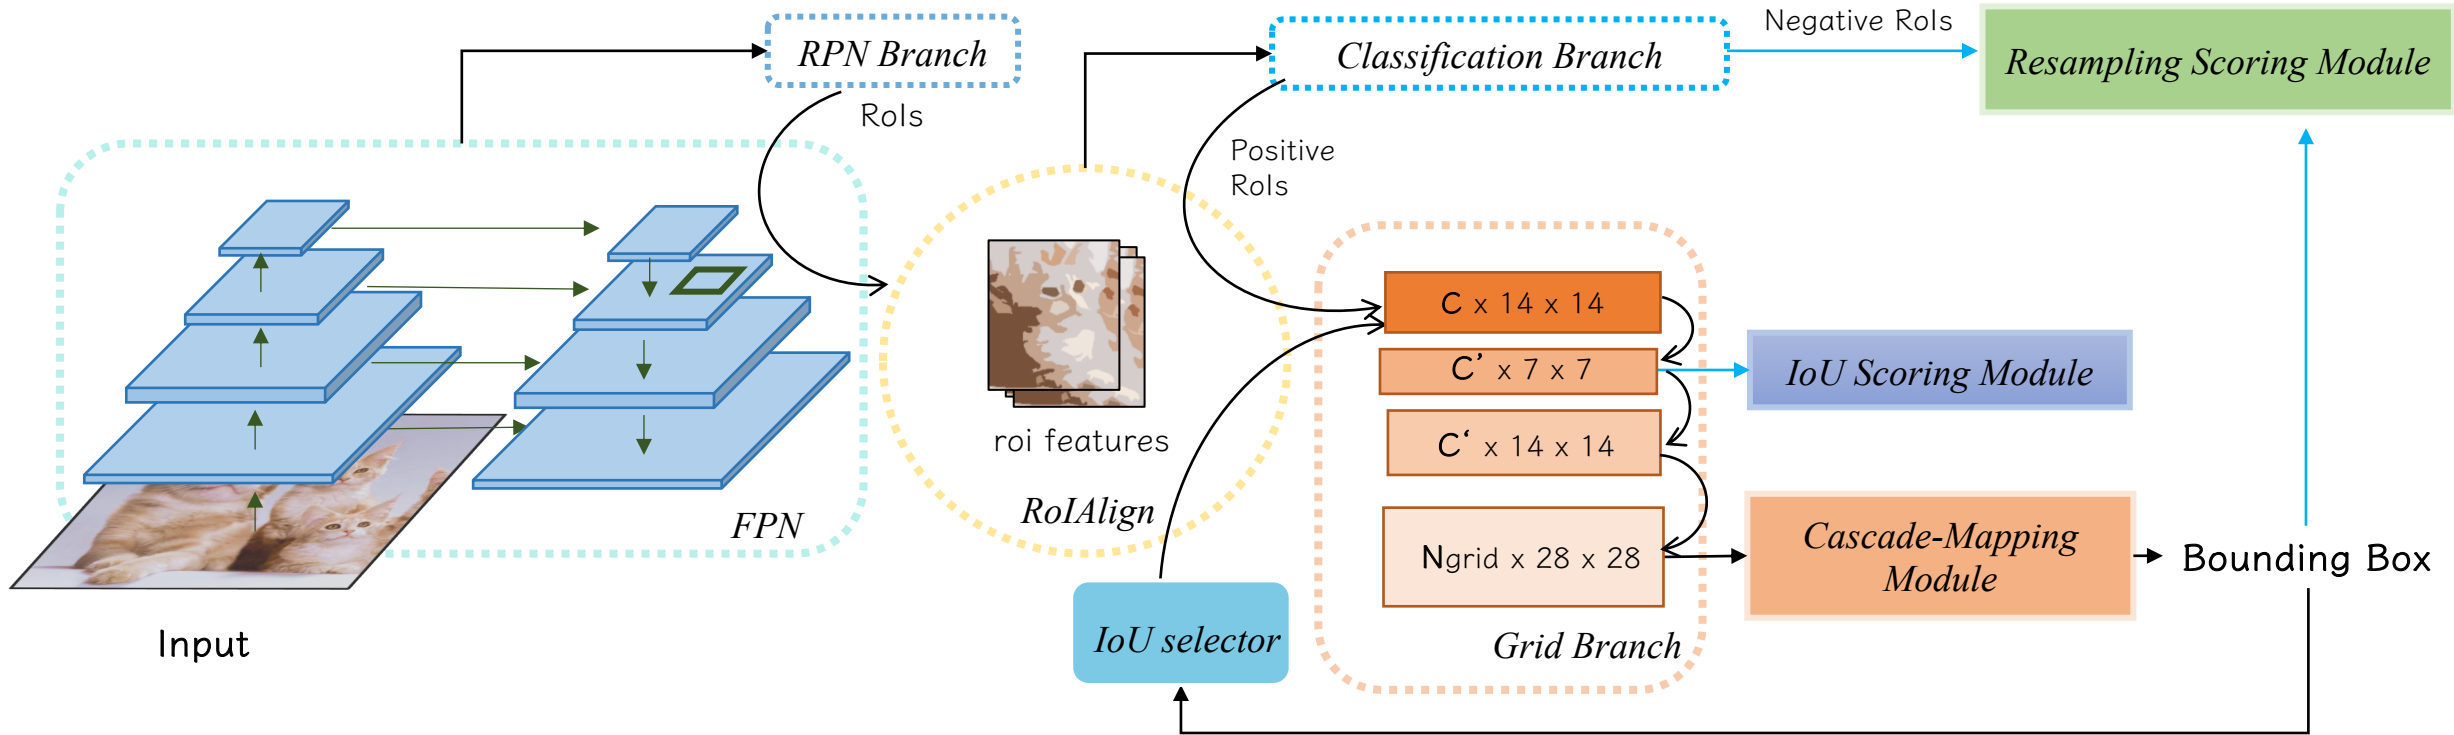 RPN Branch
RoIs
Classification Branch
Negative RoIs
Resampling Scoring Module
Positive
RoIs
C x 14 x 14
C’ x 7 x 7
C‘ x 14 x 14
Ngrid x 28 x 28
Grid Branch
IoU Scoring Module
Cascade-Mapping
Module
Bounding Box
roi features
RoIAlign
FPN
IoU selector
Input